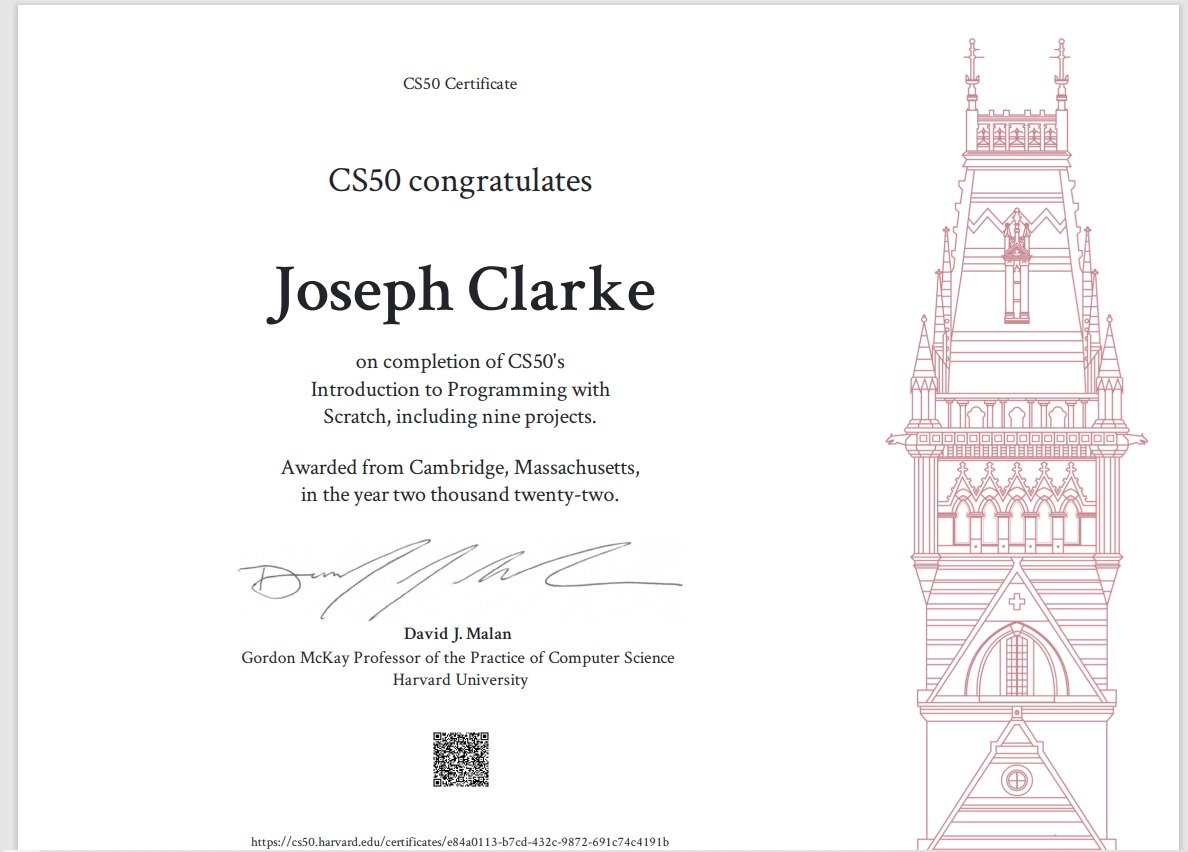 CS50 Certificate
CS50 congratulates
Joseph Clarke
on completion of CS50's
Introduction to Programming with
Scratch, including nine projects.
Awarded from Cambridge, Massachusetts,
in the year two thousand twenty-two.
David J. Malan
Gordon McKay Professor of the Practice of Computer Science
Harvard University
https://cs50.harvard.edu/certificates/e84a0113-b7cd-432c-9872-691c74c4191b